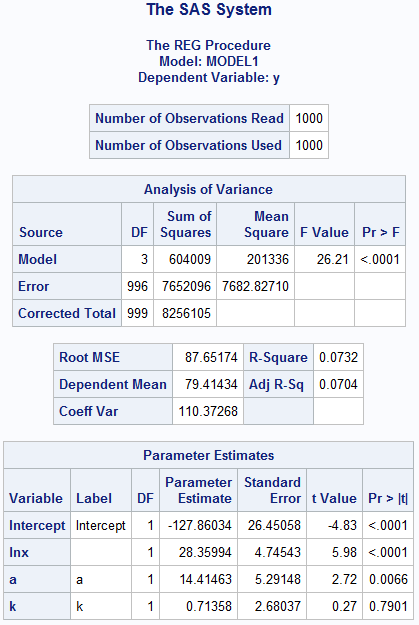 The SAS System
The REG Procedure
Model: MODEL1
Dependent Variable: y
Number of Observations Read 1000
Number of Observations Used 1000
Analysis of Variance
Source DF Sum of Squares Mean Square F Value Pr > F
Model 3 604009 201336 26.21 <.0001
Error 996 7652096 7682.82710
Corrected Total 999 8256105
Root MSE 87.65174 R-Square 0.0732
Dependent Mean 79.41434 Adj R-Sq 0.0704
Coeff Var 110.37268
Parameter Estimates
Variable Label DF Parameter Estimate Standard Error t Value Pr > |t|
Intercept Intercept 1 -127.86034 26.45058 -4.83 <.0001
lnx 1 28.35994 4.74543 5.98 <.0001
a a 1 14.41463 5.29148 2.72 0.0066
k k 1 0.71358 2.68037 0.27 0.7901